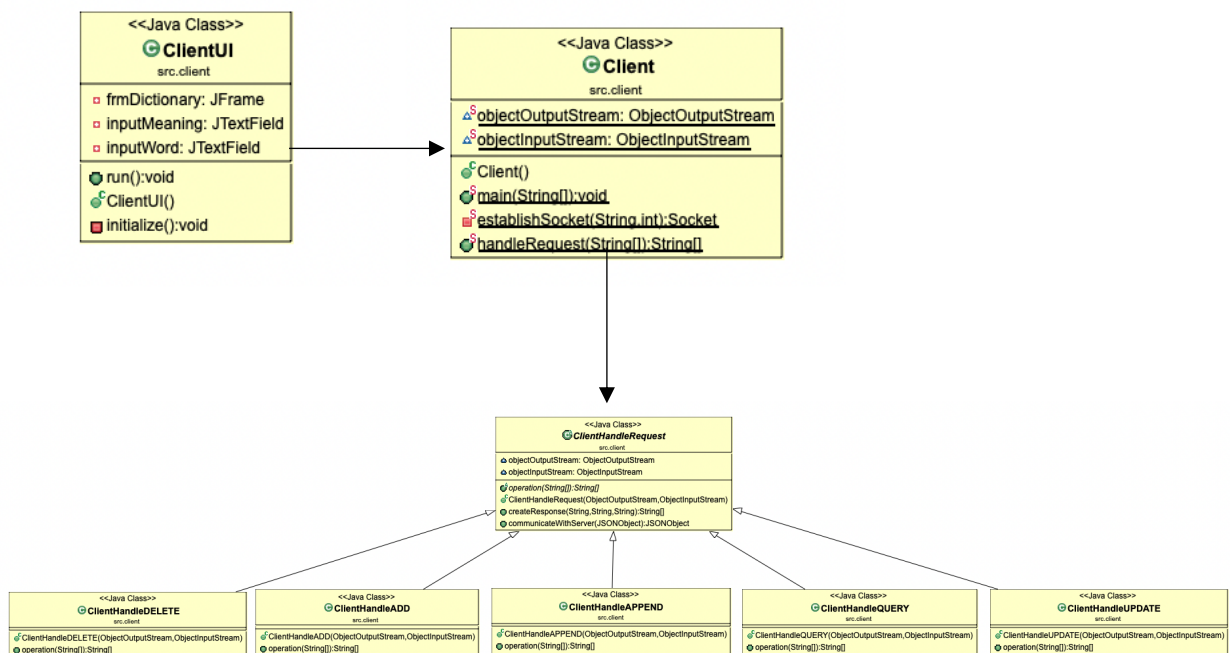 <<Java Class>>
ClientUI
src.client
frmDictionary: JFrame
inputMeaning: JTextField
inputWord: JTextField
run():void
ClientUI()
initialize():void
<<Java Class>>
Client
src.client
objectOutputStream: ObjectOutputStream
objectInputStream: ObjectInputStream
Client()
main(String[]):void
establishSocket(String,int):Socket
handleRequest(String[]):String[]
<<Java Class>>
ClientHandleRequest
src.client
objectOutputStream: ObjectOutputStream
objectInputStream: ObjectInputStream
operation(String[]):String[]
ClientHandleRequest(ObjectOutputStream,ObjectInputStream)
createResponse(String,String,String):String[]
communicateWithServer(JSONObject):JSONObject
<<Java Class>>
ClientHandleDELETE
src.client
ClientHandleDELETE(ObjectOutputStream,ObjectInputStream)
operation(String[]):String[]
<<Java Class>>
ClientHandleADD
src.client
ClientHandleADD(ObjectOutputStream,ObjectInputStream)
operation(String[]):String[]
<<Java Class>>
ClientHandleAPPEND
src.client
ClientHandleAPPEND(ObjectOutputStream,ObjectInputStream)
operation(String[]):String[]
<<Java Class>>
ClientHandleQUERY
src.client
ClientHandleQUERY(ObjectOutputStream,ObjectInputStream)
operation(String[]):String[]
<<Java Class>>
ClientHandleUPDATE
src.client
ClientHandleUPDATE(ObjectOutputStream,ObjectInputStream)
operation(String[]):String[]